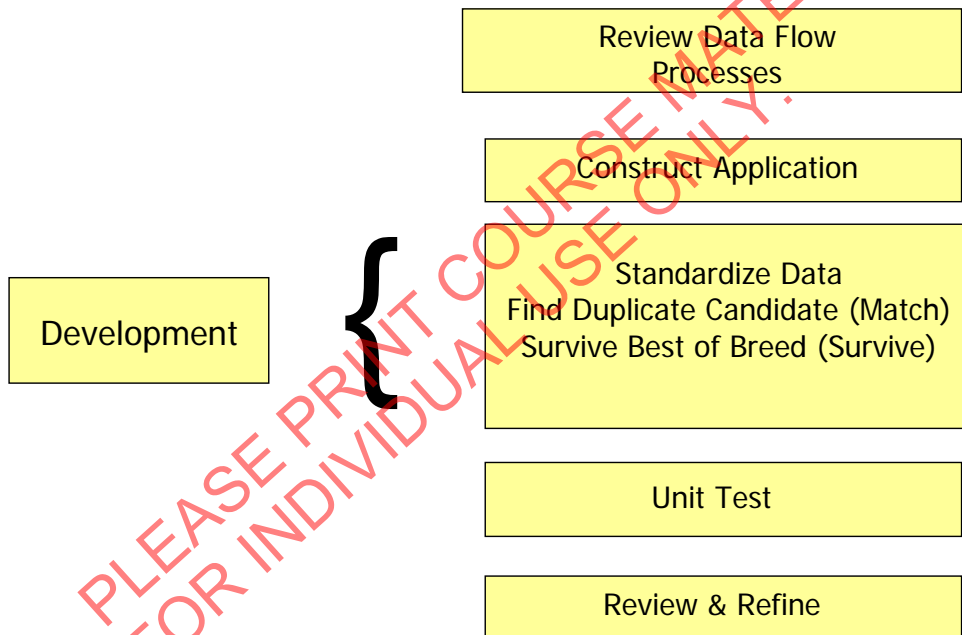 Review Data Flow
Processes
Construct Application
Development
{
Standardize Data
Find Duplicate Candidate (Match)
Survive Best of Breed (Survive)
Unit Test
Review & Refine
PLEASE PRINT COURSE
FOR INDIVIDUAL USE ONLY.